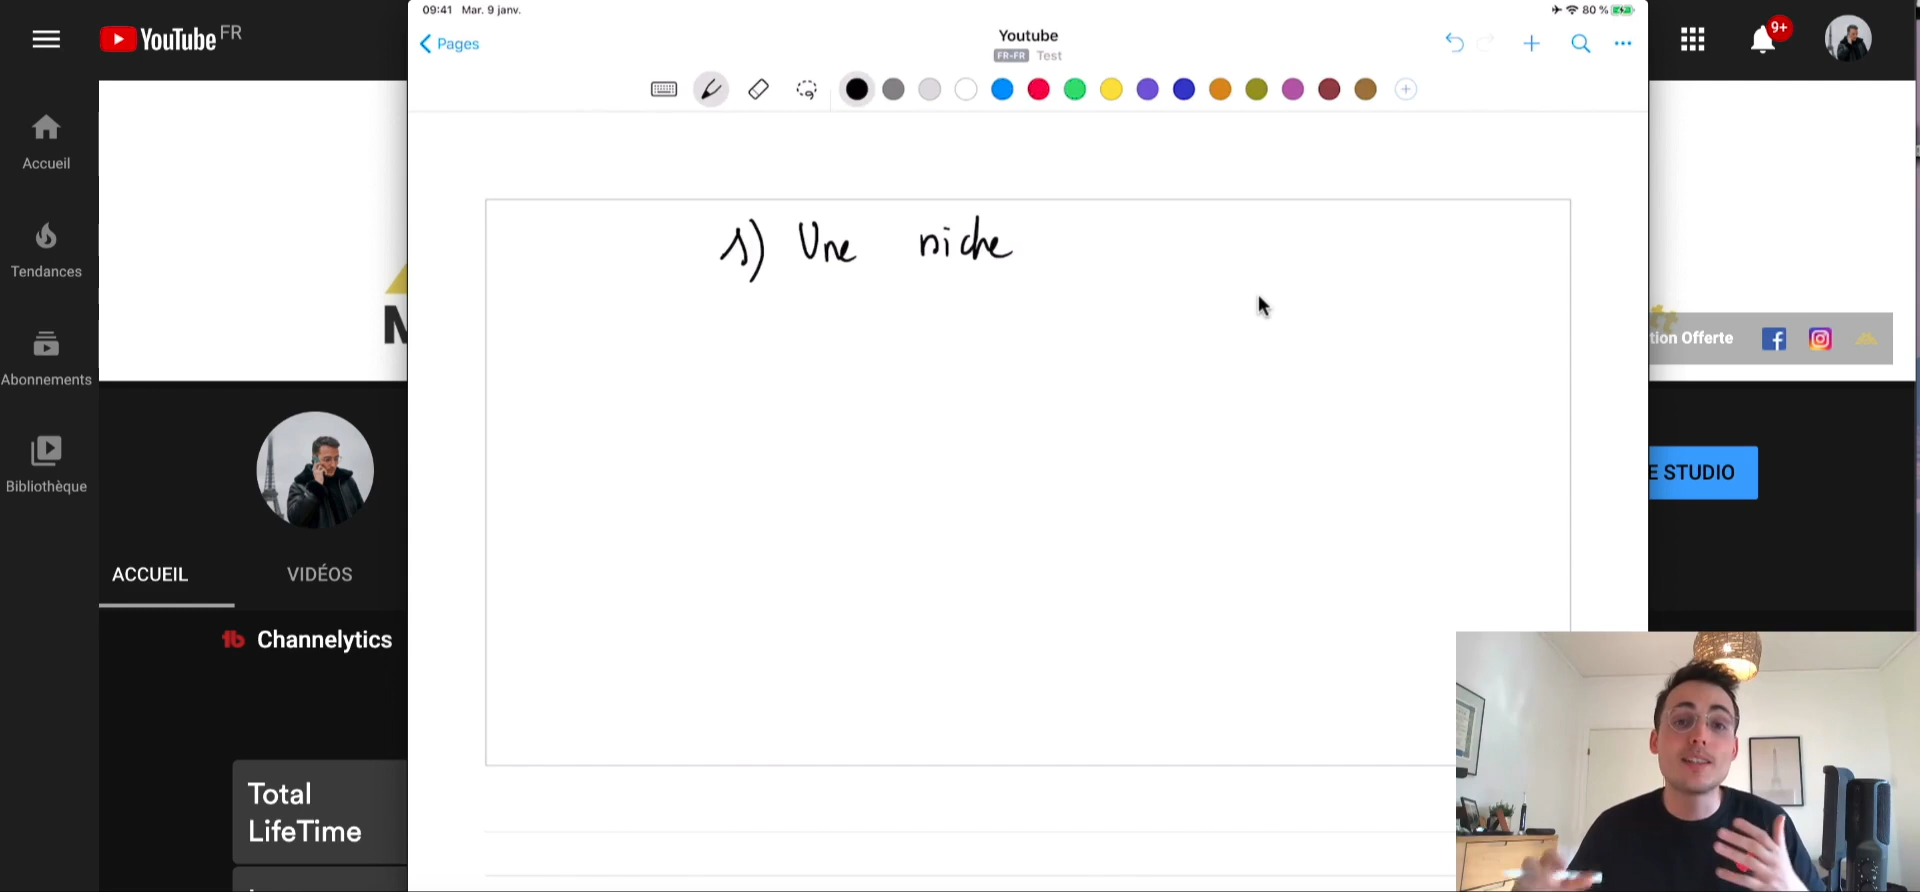 09:41 Mar. 9 janv.
80 %
YouTube FR
9+
Pages
Youtube
FR-FR Test
Accueil
Tendances
Abonnements
Bibliothèque
1) Une niche
M
tion Offerte
E STUDIO
ACCUEIL VIDÉOS
tb Channelytics
Total
LifeTime